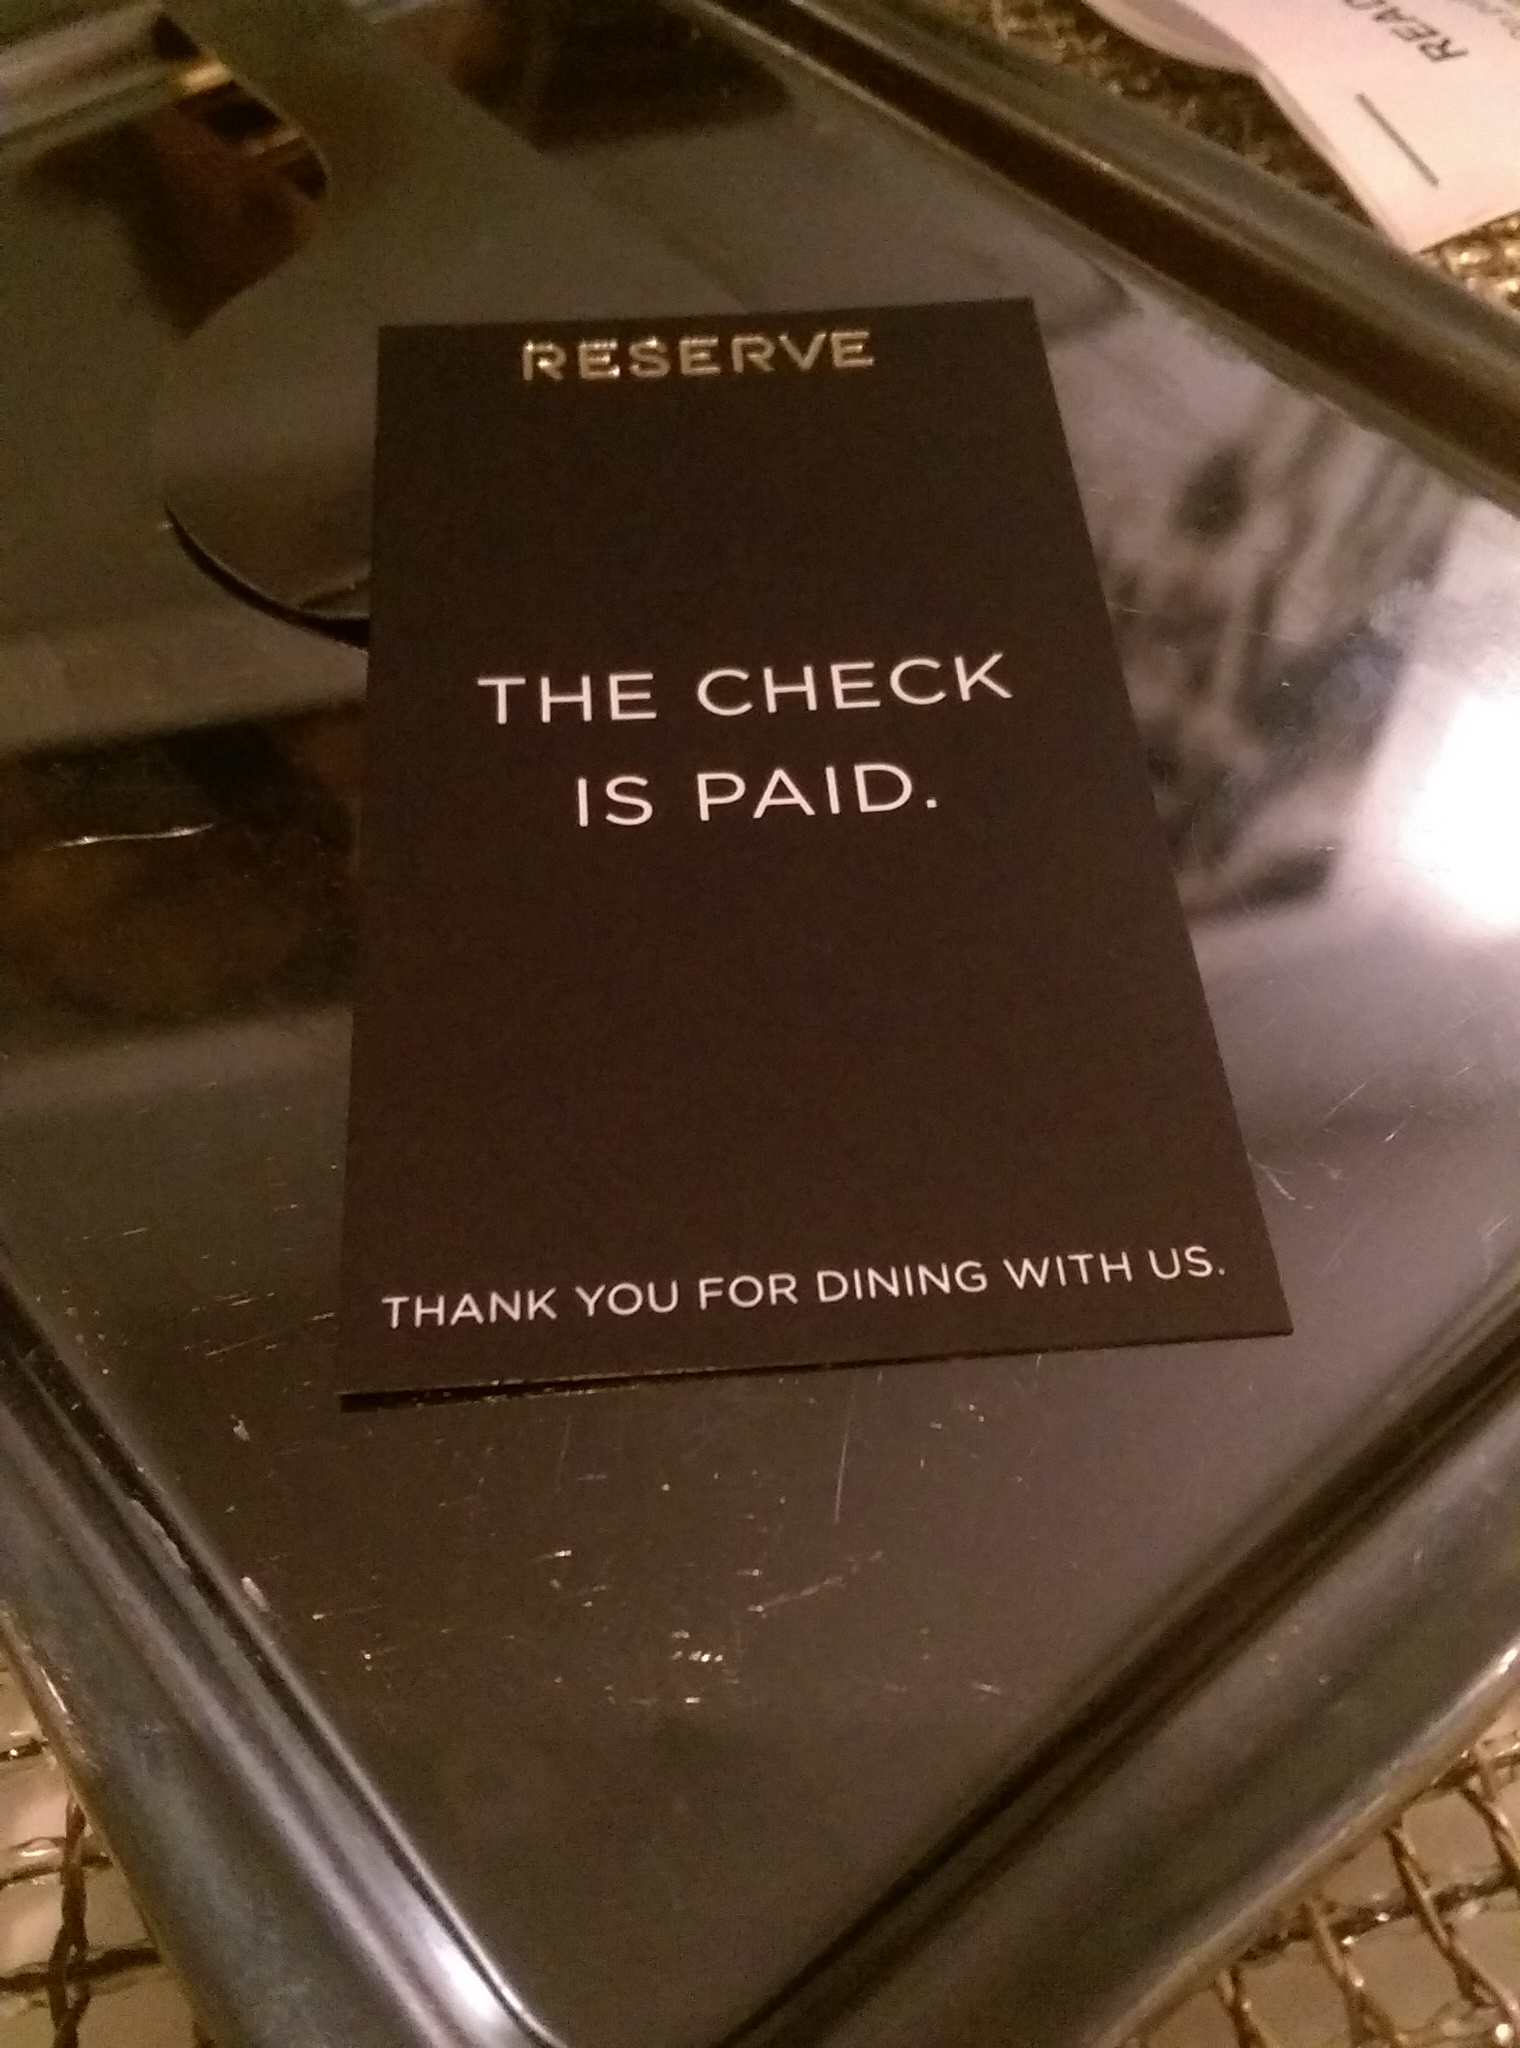 RESERVE
THE CHECK
IS PAID.
THANK YOU FOR DINING WITH US.